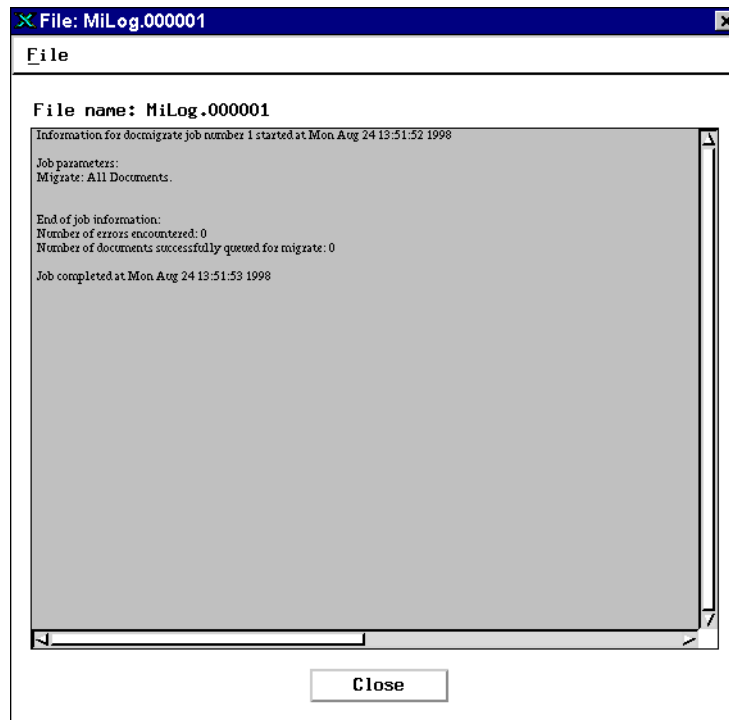 File: MiLog.000001
File
File name: MiLog.000001
Information for docmigrate job number 1 started at Mon Aug 24 13:51:52 1998
Job parameters:
Migrate: All Documents.
End of job information:
Number of errors encountered: 0
Number of documents successfully queued for migrate: 0
Job completed at Mon Aug 24 13:51:53 1998
Close